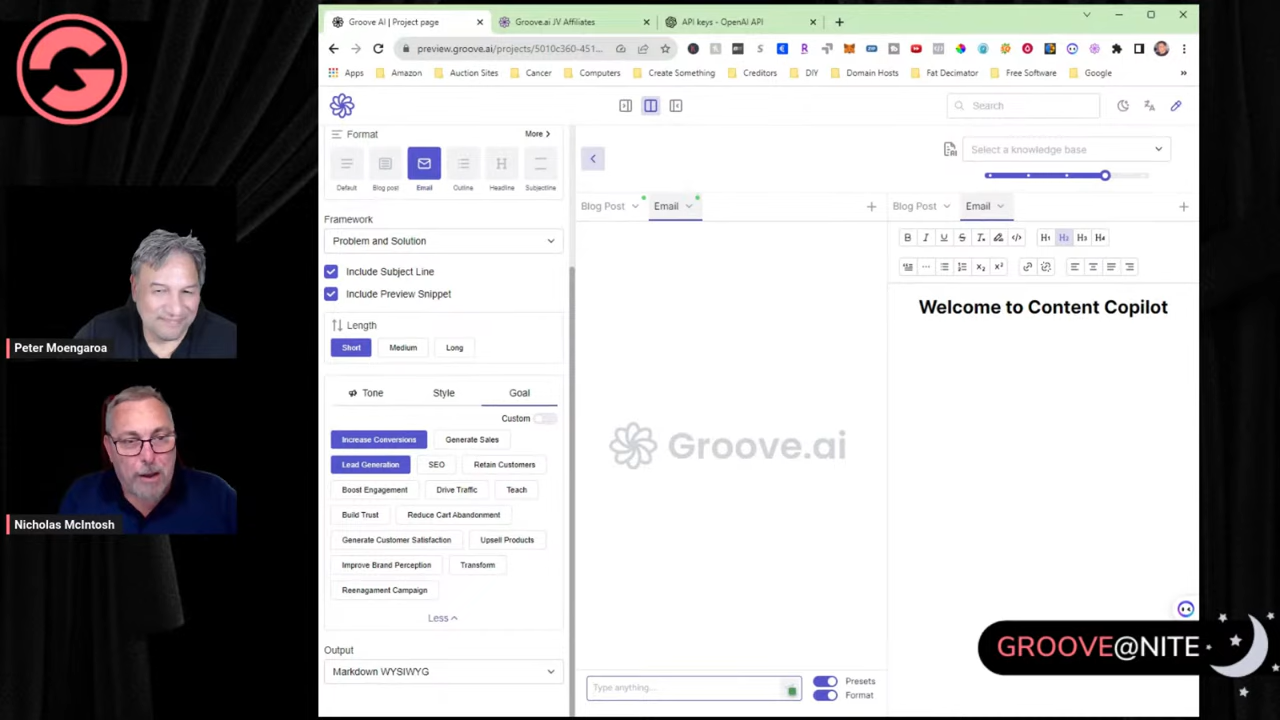 Groove AI | Project page
Groove.ai JV Affiliates
API keys - OpenAI API
preview.groove.ai/projects/5010c360-451...
Apps
Amazon
Auction Sites
Cancer
Computers
Create Something
Creditors
DIY
Domain Hosts
Fat Decimator
Free Software
Google
Search
Format
More
Default
Blog post
Email
Outline
Headline
Subjectline
Framework
Problem and Solution
Include Subject Line
Include Preview Snippet
Length
Short
Medium
Long
Tone
Style
Goal
Custom
Increase Conversions
Generate Sales
Lead Generation
SEO
Retain Customers
Boost Engagement
Drive Traffic
Teach
Build Trust
Reduce Cart Abandonment
Generate Customer Satisfaction
Upsell Products
Improve Brand Perception
Transform
Reenagament Campaign
Less
Output
Markdown WYSIWYG
Blog Post
Email
Groove.ai
Type anything...
Presets
Format
Select a knowledge base
Blog Post
Email
B I U S
H1 H2 H3 H4
Welcome to Content Copilot
Peter Moengaroa
Nicholas McIntosh
GROOVE@NITE